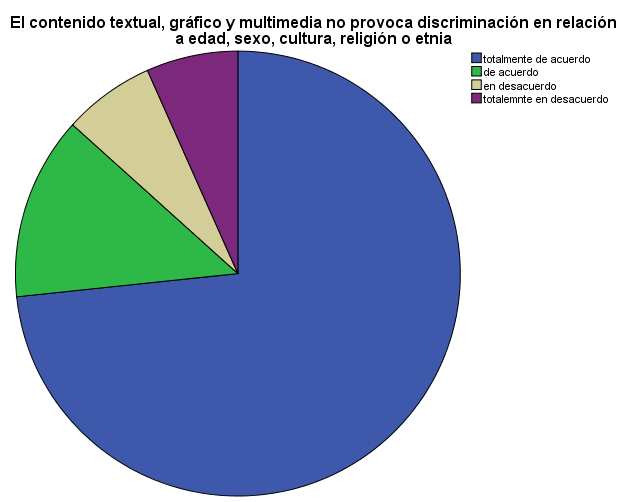 El contenido textual, gráfico y multimedia no provoca discriminación en relación
a edad, sexo, cultura, religión o etnia
totalmente de acuerdo
de acuerdo
en desacuerdo
totalemnte en desacuerdo